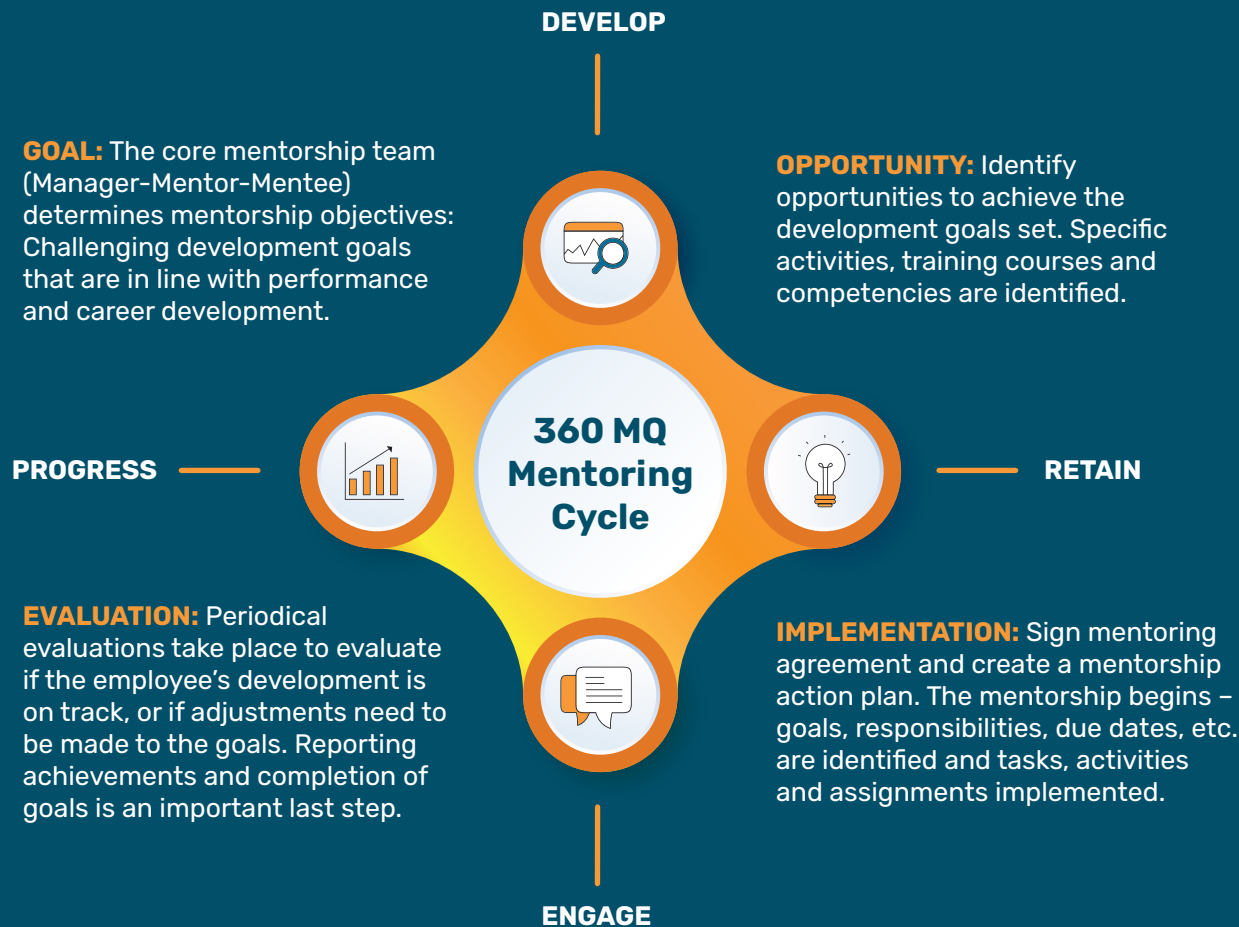 DEVELOP
GOAL: The core mentorship team
(Manager-Mentor-Mentee)
determines mentorship objectives:
Challenging development goals
that are in line with performance
and career development.
OPPORTUNITY: Identify
opportunities to achieve the
development goals set. Specific
activities, training courses and
competencies are identified.
360 MQ
Mentoring
Cycle
PROGRESS
RETAIN
EVALUATION: Periodical
evaluations take place to evaluate
if the employee’s development is
on track, or if adjustments need to
be made to the goals. Reporting
achievements and completion of
goals is an important last step.
IMPLEMENTATION: Sign mentoring
agreement and create a mentorship
action plan. The mentorship begins –
goals, responsibilities, due dates, etc.
are identified and tasks, activities
and assignments implemented.
ENGAGE